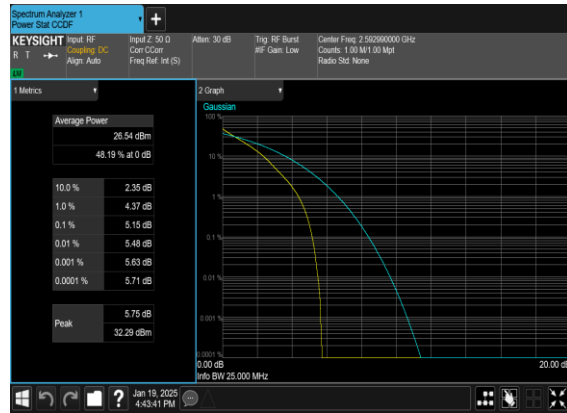 Spectrum Analyzer 1
Power Stat CCDF
KEYSIGHT
R T
LV
Input: RF
Coupling: DC
Align: Auto
Input Z: 50 Ω
Corr CCorr
Freq Ref: Int (S)
Atten: 30 dB
Trig: RF Burst
#IF Gain: Low
Center Freq: 2.592990000 GHz
Counts: 1.00 M/1.00 Mpt
Radio Std: None
1 Metrics
Average Power
26.54 dBm
48.19 % at 0 dB
10.0 % 2.35 dB
1.0 % 4.37 dB
0.1 % 5.15 dB
0.01 % 5.48 dB
0.001 % 5.63 dB
0.0001 % 5.71 dB
Peak
5.75 dB
32.29 dBm
2 Graph
Gaussian
100 %
10 %
1 %
0.1 %
0.01 %
0.001 %
0.0001 %
0.00 dB
20.00 dB
Info BW 25.000 MHz
Jan 19, 2025
4:43:41 PM